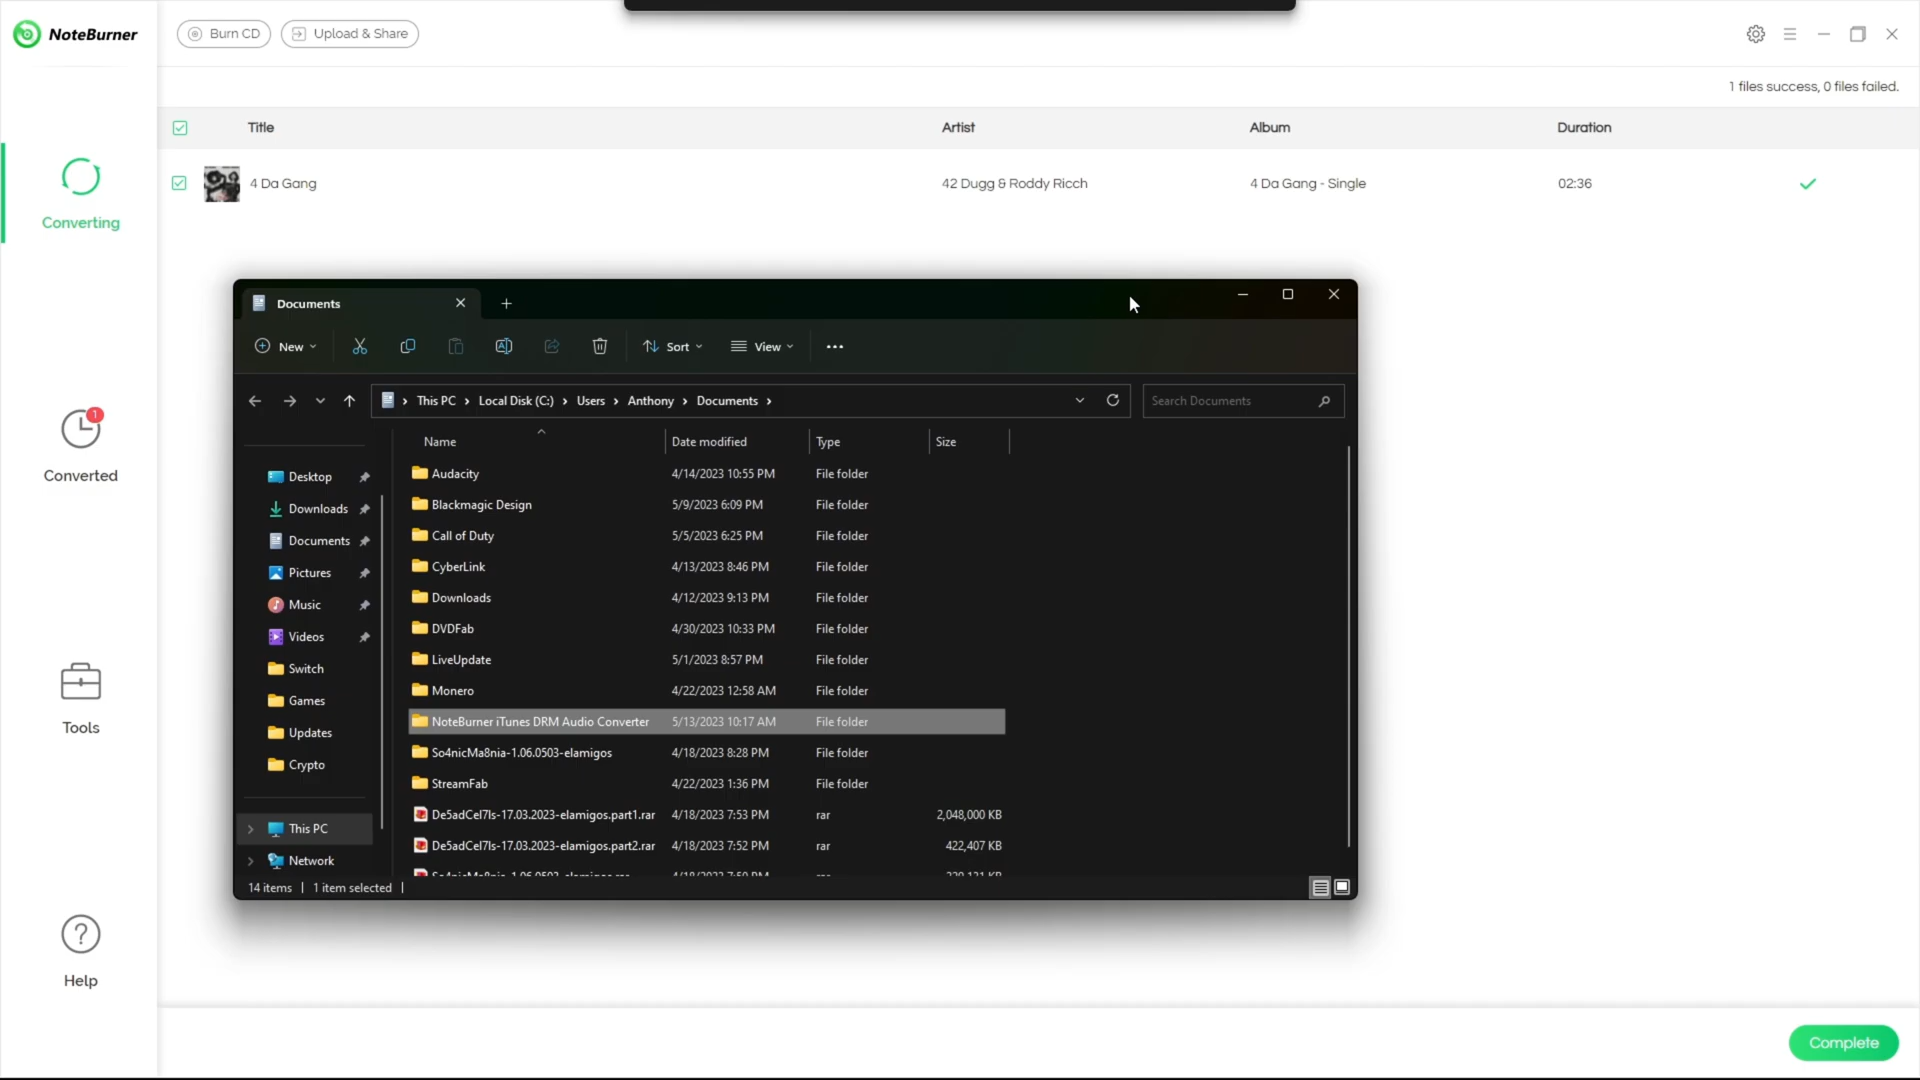 NoteBurner
Burn CD
Upload & Share
1 files success, 0 files failed.
Title Artist Album Duration
4 Da Gang 42 Dugg & Roddy Ricch 4 Da Gang - Single 02:36
Converting
1
Converted
Tools
Help
Documents
New
Sort
View
This PC > Local Disk (C:) > Users > Anthony > Documents >
Search Documents
Desktop
Downloads
Documents
Pictures
Music
Videos
Switch
Games
Updates
Crypto
This PC
Network
Name Date modified Type Size
Audacity 4/14/2023 10:55 PM File folder
Blackmagic Design 5/9/2023 6:09 PM File folder
Call of Duty 5/5/2023 6:25 PM File folder
CyberLink 4/13/2023 8:46 PM File folder
Downloads 4/12/2023 9:13 PM File folder
DVDFab 4/30/2023 10:33 PM File folder
LiveUpdate 5/1/2023 8:57 PM File folder
Monero 4/22/2023 12:58 AM File folder
NoteBurner iTunes DRM Audio Converter 5/13/2023 10:17 AM File folder
So4nicMa8nia-1.06.0503-elamigos 4/18/2023 8:28 PM File folder
StreamFab 4/22/2023 1:36 PM File folder
De5adCel7ls-17.03.2023-elamigos.part1.rar 4/18/2023 7:53 PM rar 2,048,000 KB
De5adCel7ls-17.03.2023-elamigos.part2.rar 4/18/2023 7:52 PM rar 422,407 KB
14 items | 1 item selected |
Complete